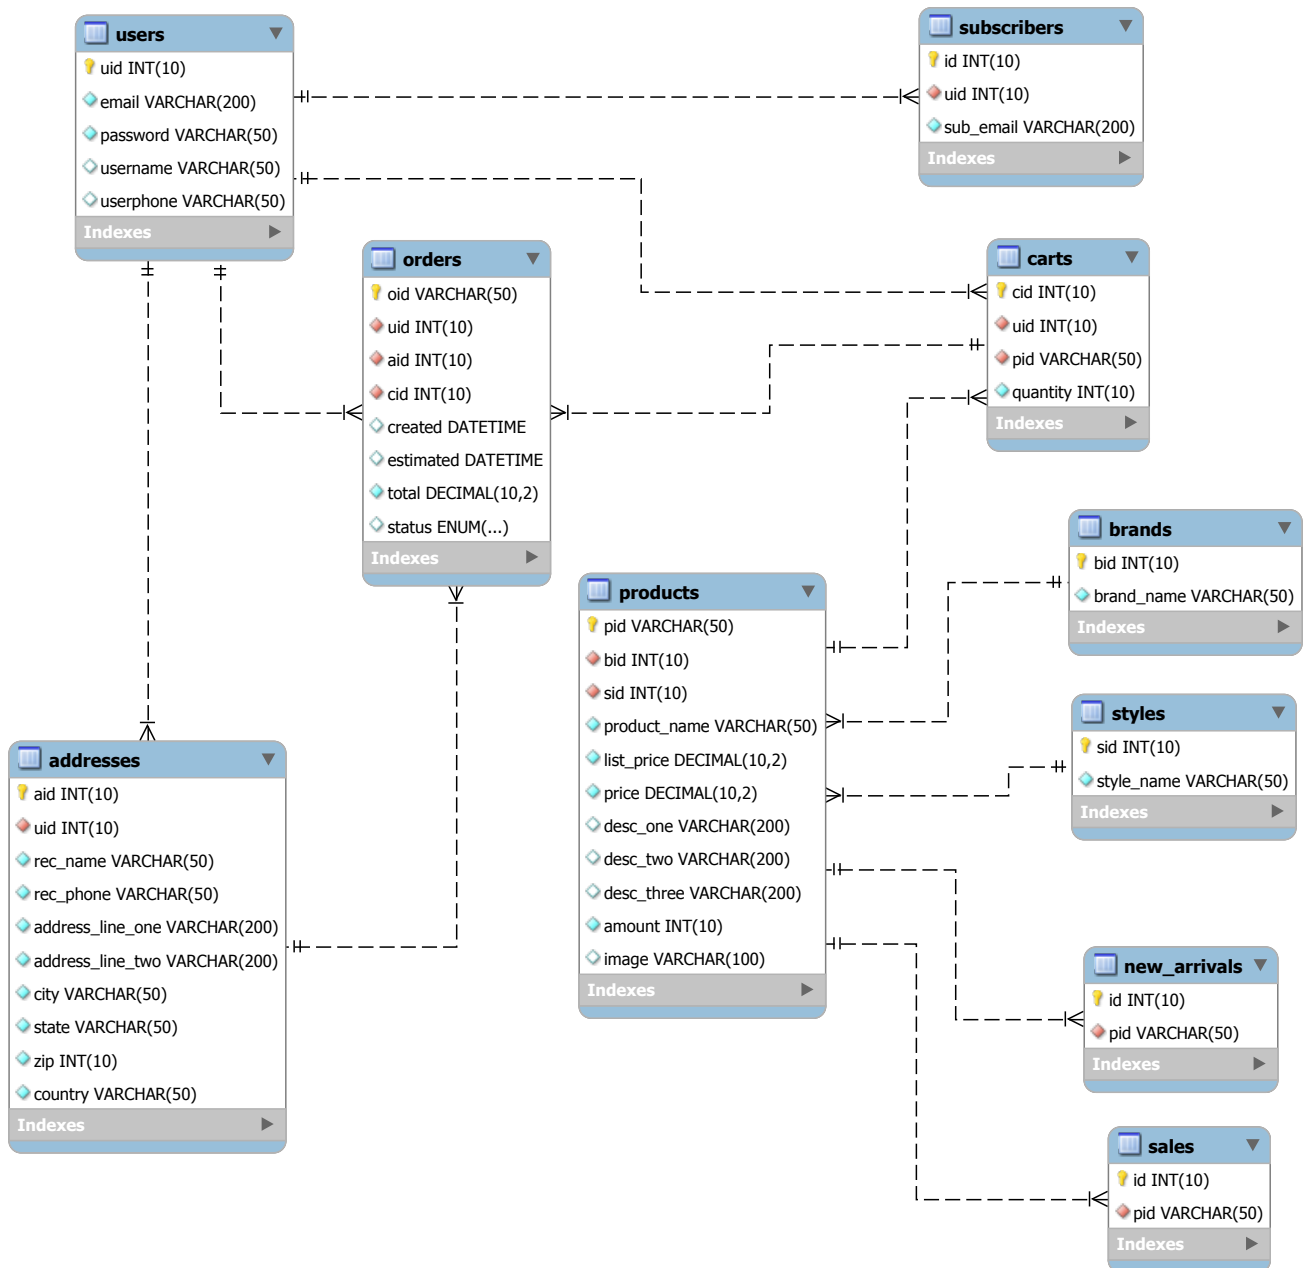 users
uid INT(10)
email VARCHAR(200)
password VARCHAR(50)
username VARCHAR(50)
userphone VARCHAR(50)
Indexes
subscribers
id INT(10)
uid INT(10)
sub_email VARCHAR(200)
Indexes
orders
oid VARCHAR(50)
uid INT(10)
aid INT(10)
cid INT(10)
created DATETIME
estimated DATETIME
total DECIMAL(10,2)
status ENUM(...)
Indexes
carts
cid INT(10)
uid INT(10)
pid VARCHAR(50)
quantity INT(10)
Indexes
brands
bid INT(10)
brand_name VARCHAR(50)
Indexes
products
pid VARCHAR(50)
bid INT(10)
sid INT(10)
product_name VARCHAR(50)
list_price DECIMAL(10,2)
price DECIMAL(10,2)
desc_one VARCHAR(200)
desc_two VARCHAR(200)
desc_three VARCHAR(200)
amount INT(10)
image VARCHAR(100)
Indexes
styles
sid INT(10)
style_name VARCHAR(50)
Indexes
addresses
aid INT(10)
uid INT(10)
rec_name VARCHAR(50)
rec_phone VARCHAR(50)
address_line_one VARCHAR(200)
address_line_two VARCHAR(200)
city VARCHAR(50)
state VARCHAR(50)
zip INT(10)
country VARCHAR(50)
Indexes
new_arrivals
id INT(10)
pid VARCHAR(50)
Indexes
sales
id INT(10)
pid VARCHAR(50)
Indexes